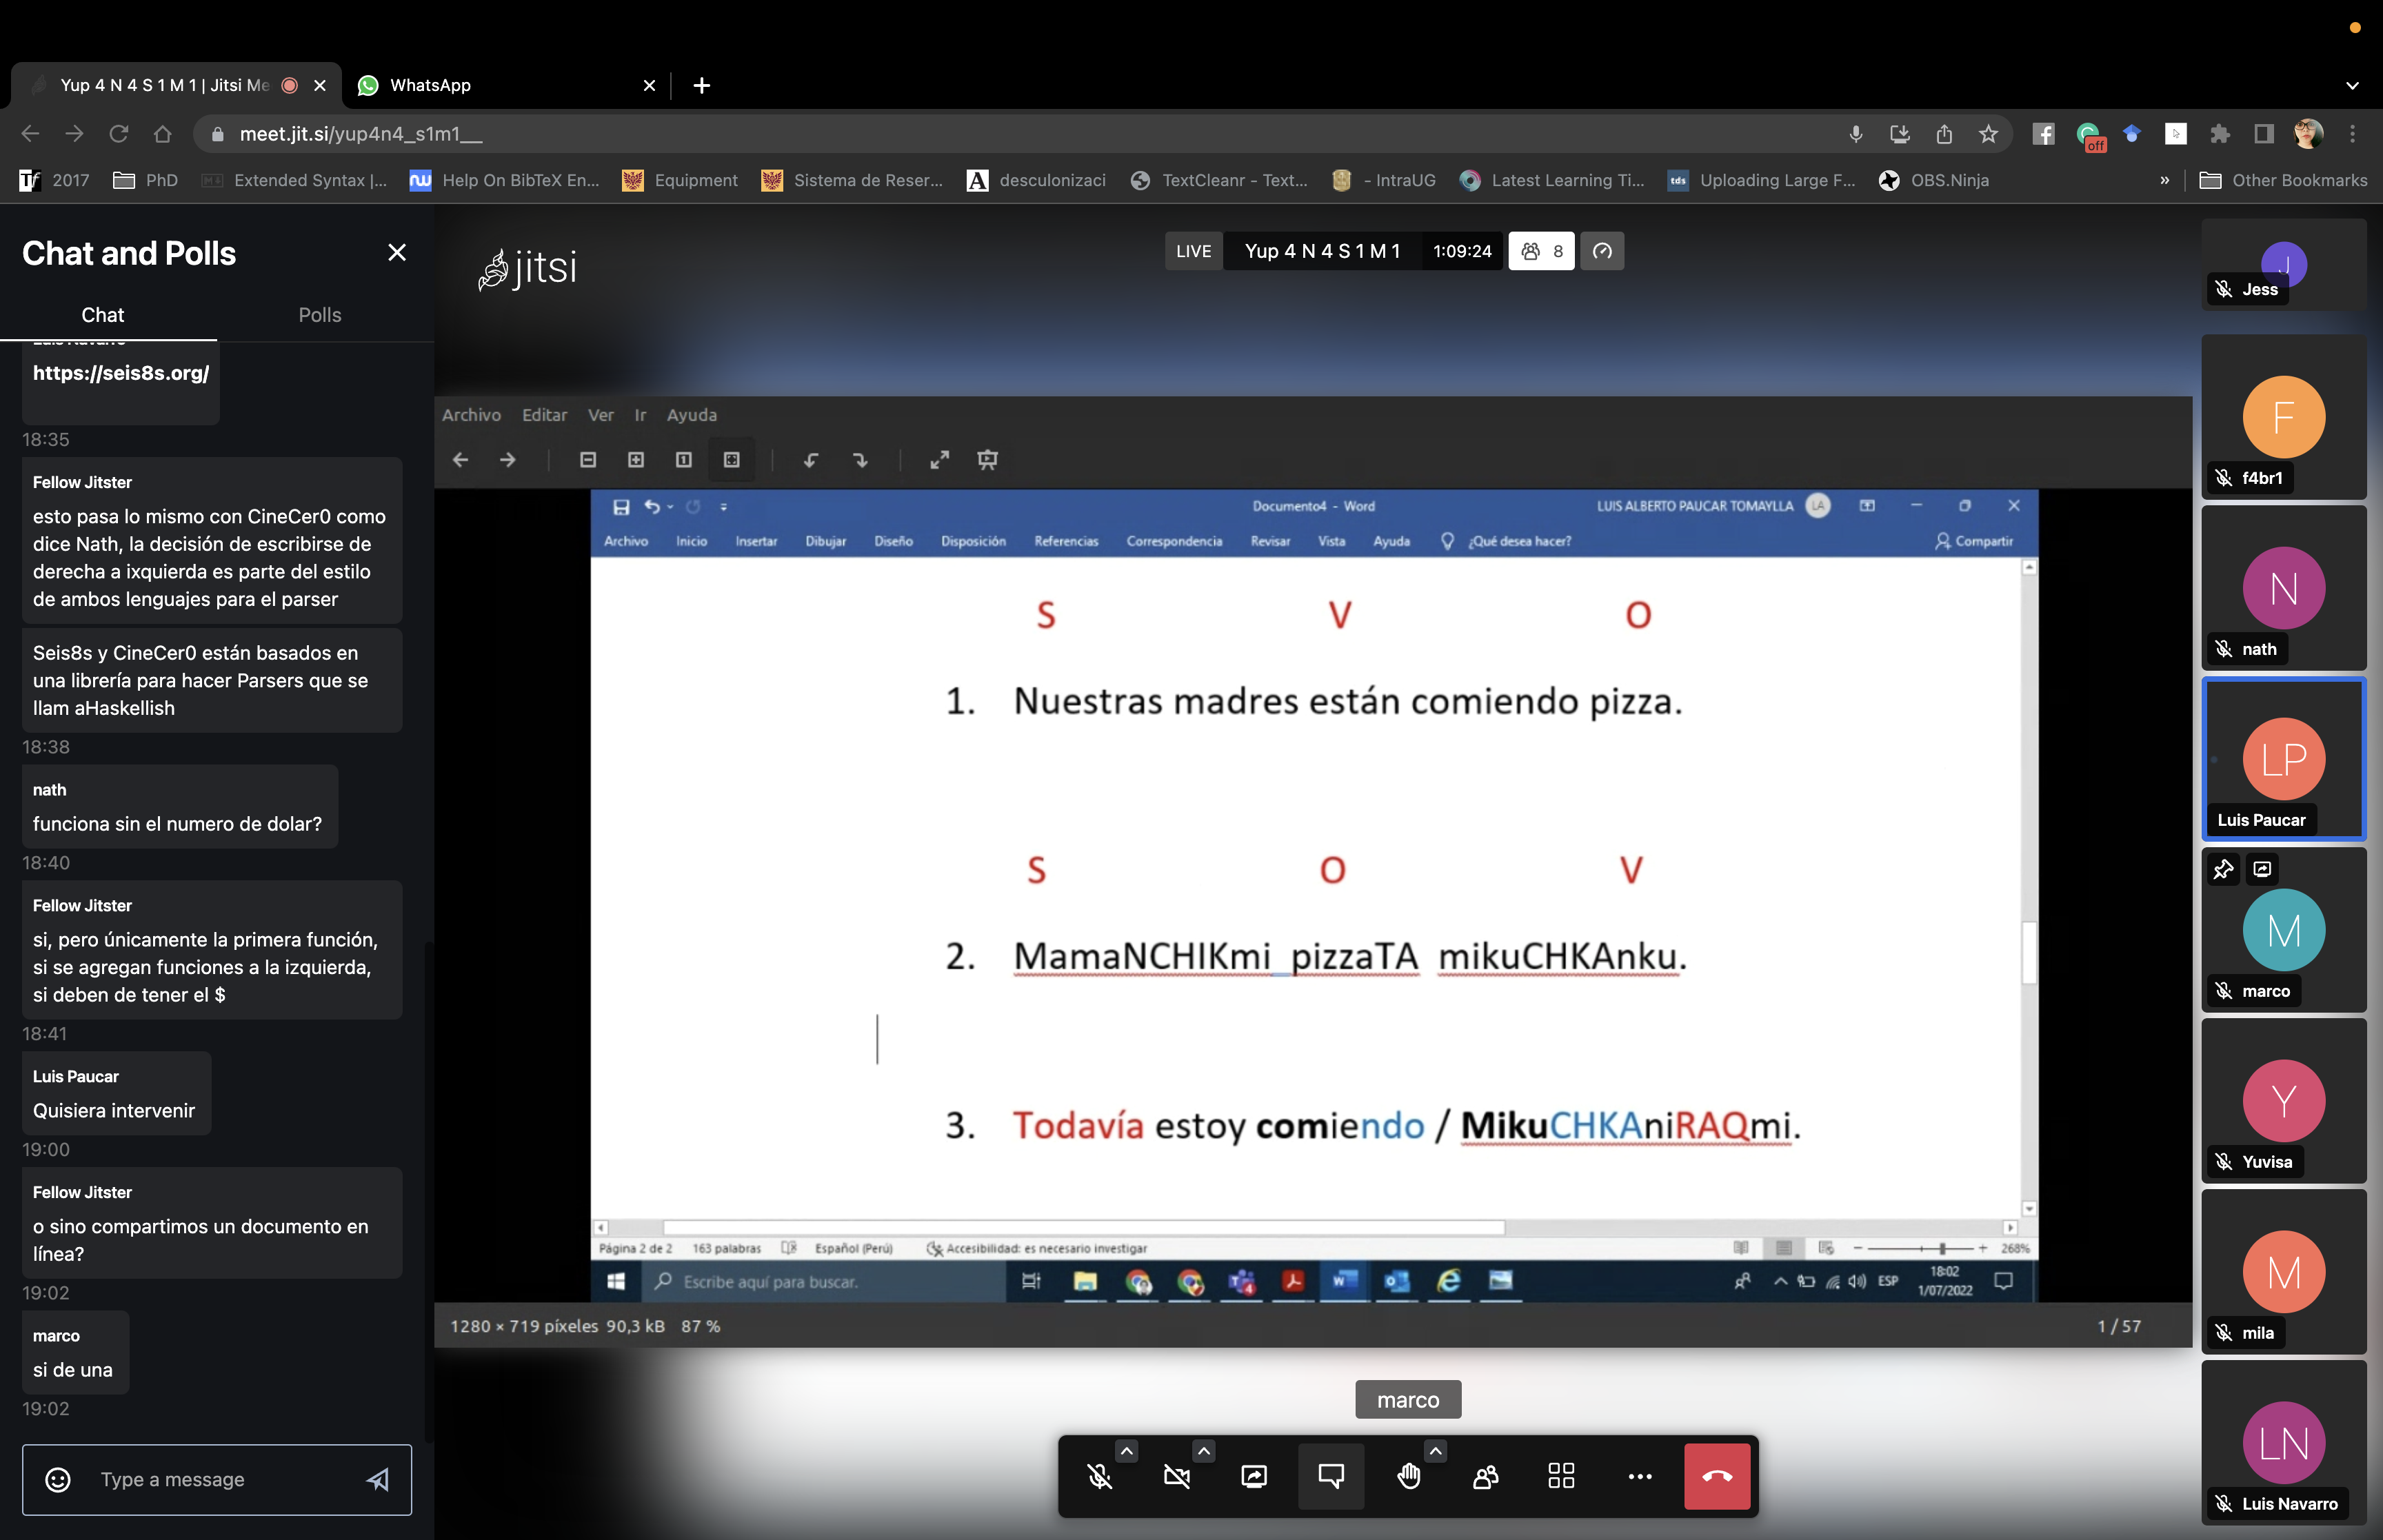 Yup 4 N 4 S 1 M 1 | Jitsi Me
WhatsApp
meet.jit.si/yup4n4_s1m1__
off
Tf 2017
PhD
Extended Syntax |...
nw Help On BibTeX En...
Equipment
Sistema de Reser...
A desculonizaci
TextCleanr - Text...
- IntraUG
Latest Learning Ti...
tds Uploading Large F...
OBS.Ninja
»
Other Bookmarks
Chat and Polls
Chat
Polls
Luis Navarro
https://seis8s.org/
18:35
Fellow Jitster
esto pasa lo mismo con CineCer0 como
dice Nath, la decisión de escribirse de
derecha a ixquierda es parte del estilo
de ambos lenguajes para el parser
Seis8s y CineCer0 están basados en
una librería para hacer Parsers que se
llam aHaskellish
18:38
nath
funciona sin el numero de dolar?
18:40
Fellow Jitster
si, pero únicamente la primera función,
si se agregan funciones a la izquierda,
si deben de tener el $
18:41
Luis Paucar
Quisiera intervenir
19:00
Fellow Jitster
o sino compartimos un documento en
línea?
19:02
marco
si de una
19:02
Type a message
jitsi
LIVE
Yup 4 N 4 S 1 M 1
1:09:24
8
Archivo Editar Ver Ir Ayuda
Documento4 - Word
LUIS ALBERTO PAUCAR TOMAYLLA
LA
Archivo Inicio Insertar Dibujar Diseño Disposición Referencias Correspondencia Revisar Vista Ayuda ¿Qué desea hacer? Compartir
S V O
1. Nuestras madres están comiendo pizza.
S O V
2. MamaNCHIKmi pizzaTA mikuCHKAnku.
3. Todavía estoy comiendo / MikuCHKAniRAQmi.
Página 2 de 2 163 palabras Español (Perú) Accesibilidad: es necesario investigar
268%
Escribe aquí para buscar.
ESP
18:02
1/07/2022
1280 × 719 píxeles 90,3 kB 87 %
1 / 57
marco
J
Jess
F
f4br1
N
nath
LP
Luis Paucar
M
marco
Y
Yuvisa
M
mila
LN
Luis Navarro